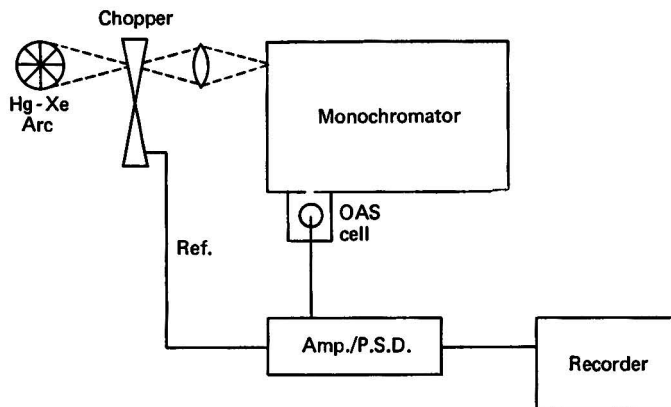 Chopper
Hg-Xe
Arc
Monochromator
OAS
cell
Ref.
Amp./P.S.D.
Recorder